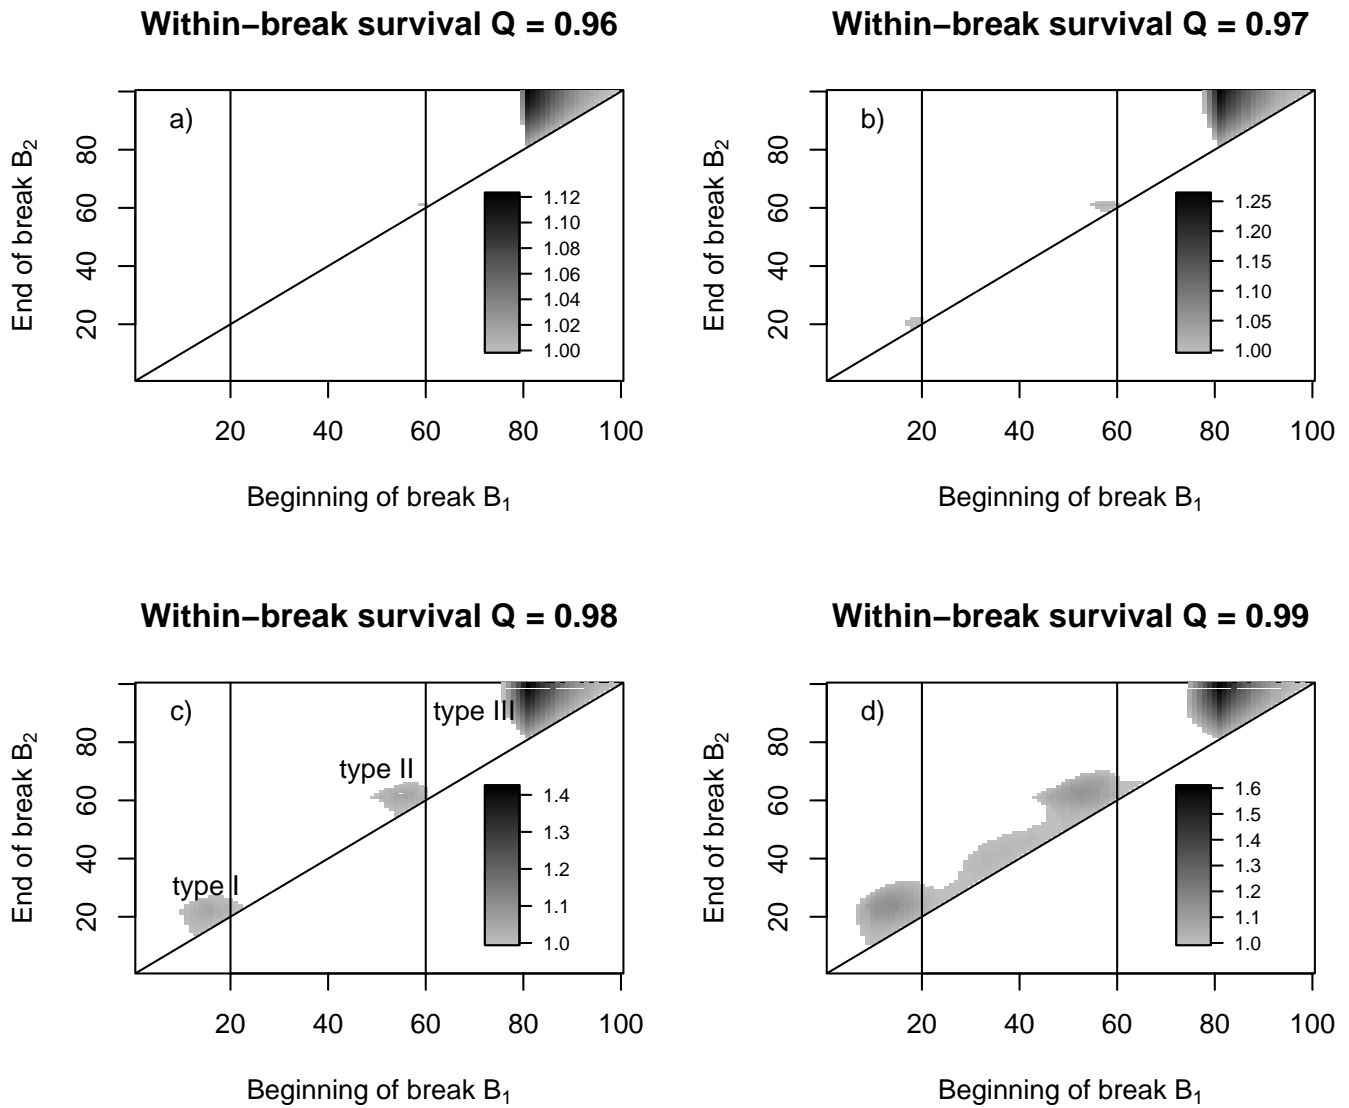 Within−break survival Q = 0.96
a)
End of break B2
80
60
40
20
1.12
1.10
1.08
1.06
1.04
1.02
1.00
20 40 60 80 100
Beginning of break B1
Within−break survival Q = 0.97
b)
End of break B2
80
60
40
20
1.25
1.20
1.15
1.10
1.05
1.00
20 40 60 80 100
Beginning of break B1
Within−break survival Q = 0.98
c)
type III
type II
type I
End of break B2
80
60
40
20
1.4
1.3
1.2
1.1
1.0
20 40 60 80 100
Beginning of break B1
Within−break survival Q = 0.99
d)
End of break B2
80
60
40
20
1.6
1.5
1.4
1.3
1.2
1.1
1.0
20 40 60 80 100
Beginning of break B1